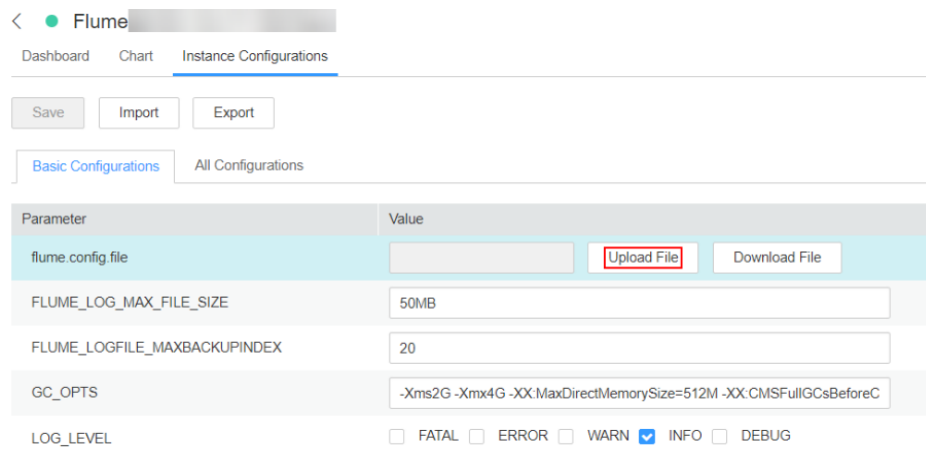 Flume
Dashboard Chart Instance Configurations
Save Import Export
Basic Configurations All Configurations
Parameter Value
flume.config.file Upload File Download File
FLUME_LOG_MAX_FILE_SIZE 50MB
FLUME_LOGFILE_MAXBACKUPINDEX 20
GC_OPTS -Xms2G -Xmx4G -XX:MaxDirectMemorySize=512M -XX:CMSFullGCsBeforeC
LOG_LEVEL FATAL ERROR WARN INFO DEBUG